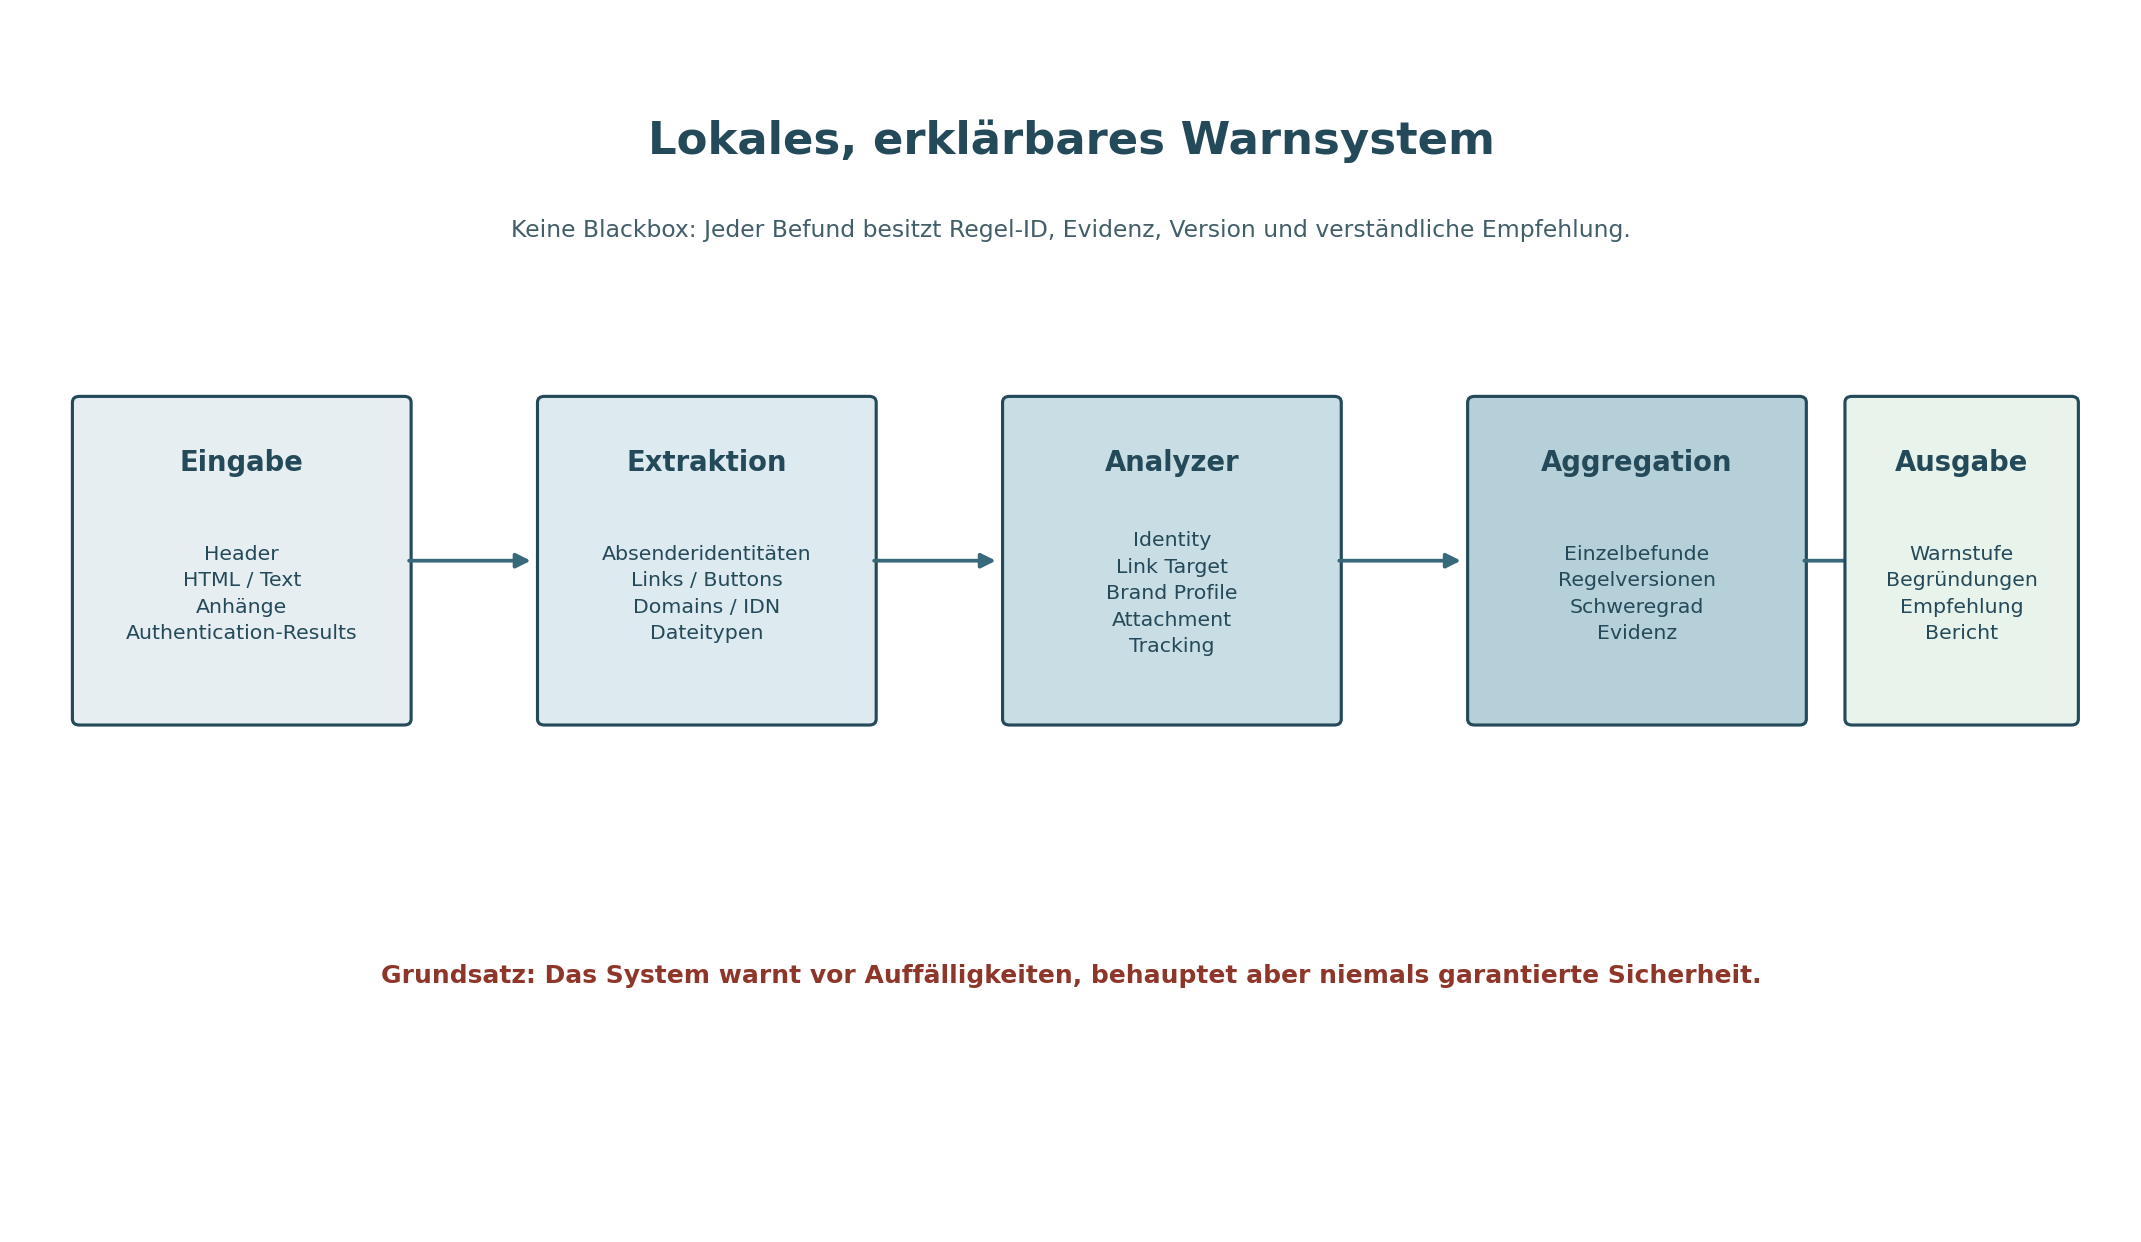 Lokales, erklärbares Warnsystem
Keine Blackbox: Jeder Befund besitzt Regel-ID, Evidenz, Version und verständliche Empfehlung.
Eingabe
Header
HTML / Text
Anhänge
Authentication-Results
Extraktion
Absenderidentitäten
Links / Buttons
Domains / IDN
Dateitypen
Analyzer
Identity
Link Target
Brand Profile
Attachment
Tracking
Aggregation
Einzelbefunde
Regelversionen
Schweregrad
Evidenz
Ausgabe
Warnstufe
Begründungen
Empfehlung
Bericht
Grundsatz: Das System warnt vor Auffälligkeiten, behauptet aber niemals garantierte Sicherheit.